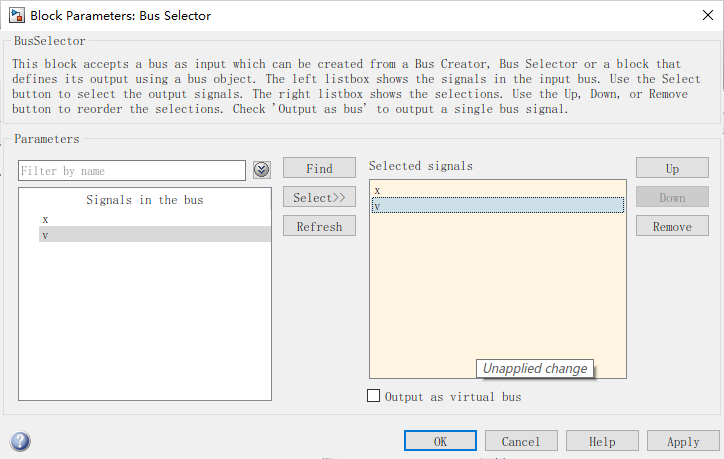 Block Parameters: Bus Selector
BusSelector
This block accepts a bus as input which can be created from a Bus Creator, Bus Selector or a block that
defines its output using a bus object. The left listbox shows the signals in the input bus. Use the Select
button to select the output signals. The right listbox shows the selections. Use the Up, Down, or Remove
button to reorder the selections. Check 'Output as bus' to output a single bus signal.
Parameters
Filter by name
Find
Selected signals
Up
Signals in the bus
x
v
Select>>
Refresh
x
v
Down
Remove
Unapplied change
Output as virtual bus
OK
Cancel
Help
Apply